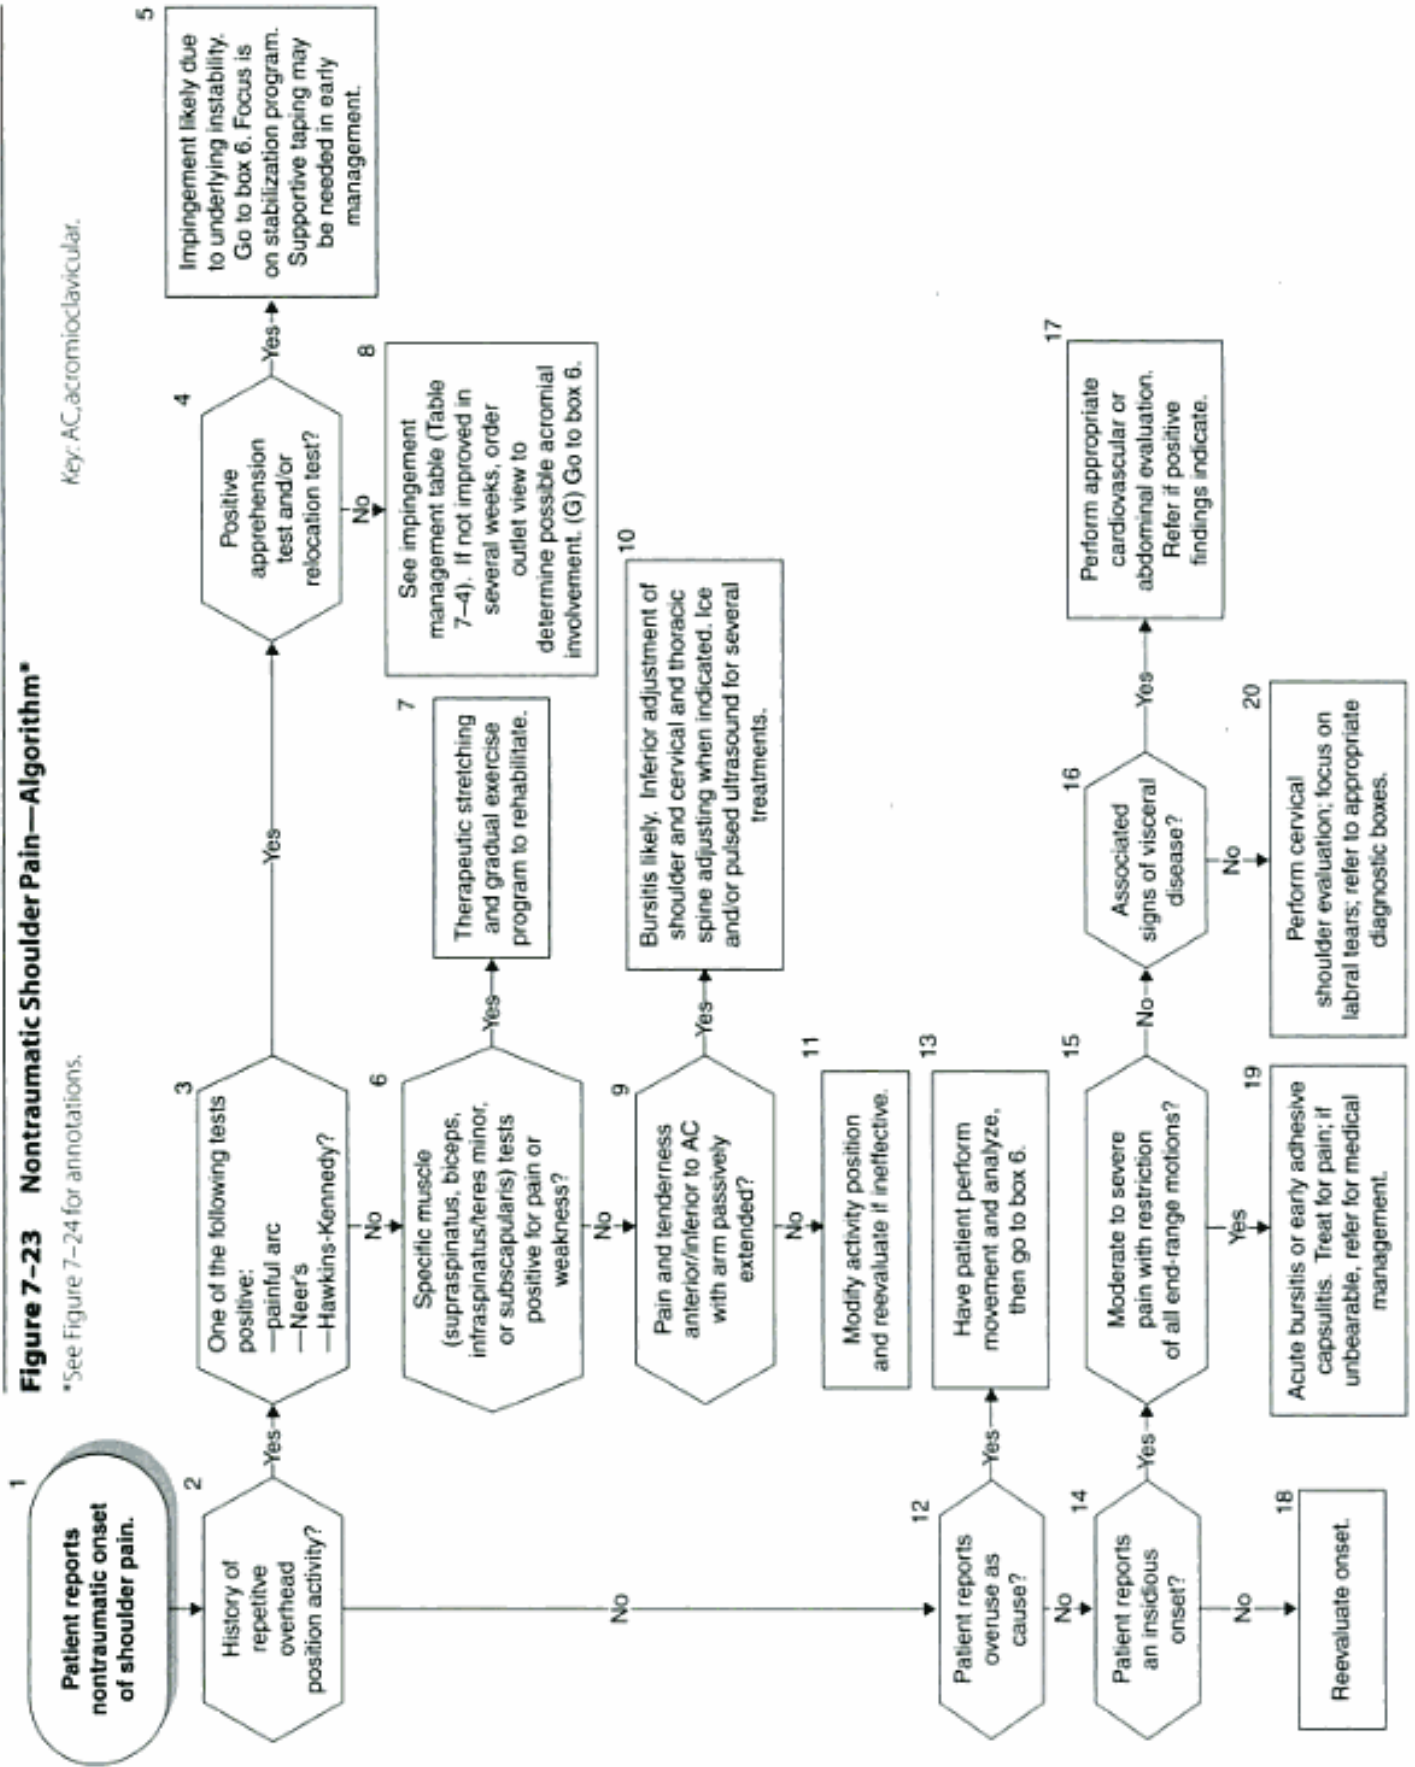 Figure 7–23 Nontraumatic Shoulder Pain—Algorithm*
*See Figure 7–24 for annotations.
Key: AC, acromioclavicular.
1
Patient reports
nontraumatic onset
of shoulder pain.
2
History of
repetitve
overhead
position activity?
Yes
No
3
One of the following tests
positive:
—painful arc
—Neer's
—Hawkins-Kennedy?
Yes
No
4
Positive
apprehension
test and/or
relocation test?
Yes
No
5
Impingement likely due
to underlying instability.
Go to box 6. Focus is
on stabilization program.
Supportive taping may
be needed in early
management.
6
Specific muscle
(supraspinatus, biceps,
infraspinatus/teres minor,
or subscapularis) tests
positive for pain or
weakness?
Yes
No
7
Therapeutic stretching
and gradual exercise
program to rehabilitate.
8
See impingement
management table (Table
7–4). If not improved in
several weeks, order
outlet view to
determine possible acromial
involvement. (G) Go to box 6.
9
Pain and tenderness
anterior/inferior to AC
with arm passively
extended?
Yes
No
10
Bursitis likely. Inferior adjustment of
shoulder and cervical and thoracic
spine adjusting when indicated. Ice
and/or pulsed ultrasound for several
treatments.
11
Modify activity position
and reevaluate if ineffective.
12
Patient reports
overuse as
cause?
Yes
No
13
Have patient perform
movement and analyze,
then go to box 6.
14
Patient reports
an insidious
onset?
Yes
No
15
Moderate to severe
pain with restriction
of all end-range motions?
No
Yes
16
Associated
signs of visceral
disease?
Yes
No
17
Perform appropriate
cardiovascular or
abdominal evaluation.
Refer if positive
findings indicate.
18
Reevaluate onset.
19
Acute bursitis or early adhesive
capsulitis. Treat for pain; if
unbearable, refer for medical
management.
20
Perform cervical
shoulder evaluation; focus on
labral tears; refer to appropriate
diagnostic boxes.